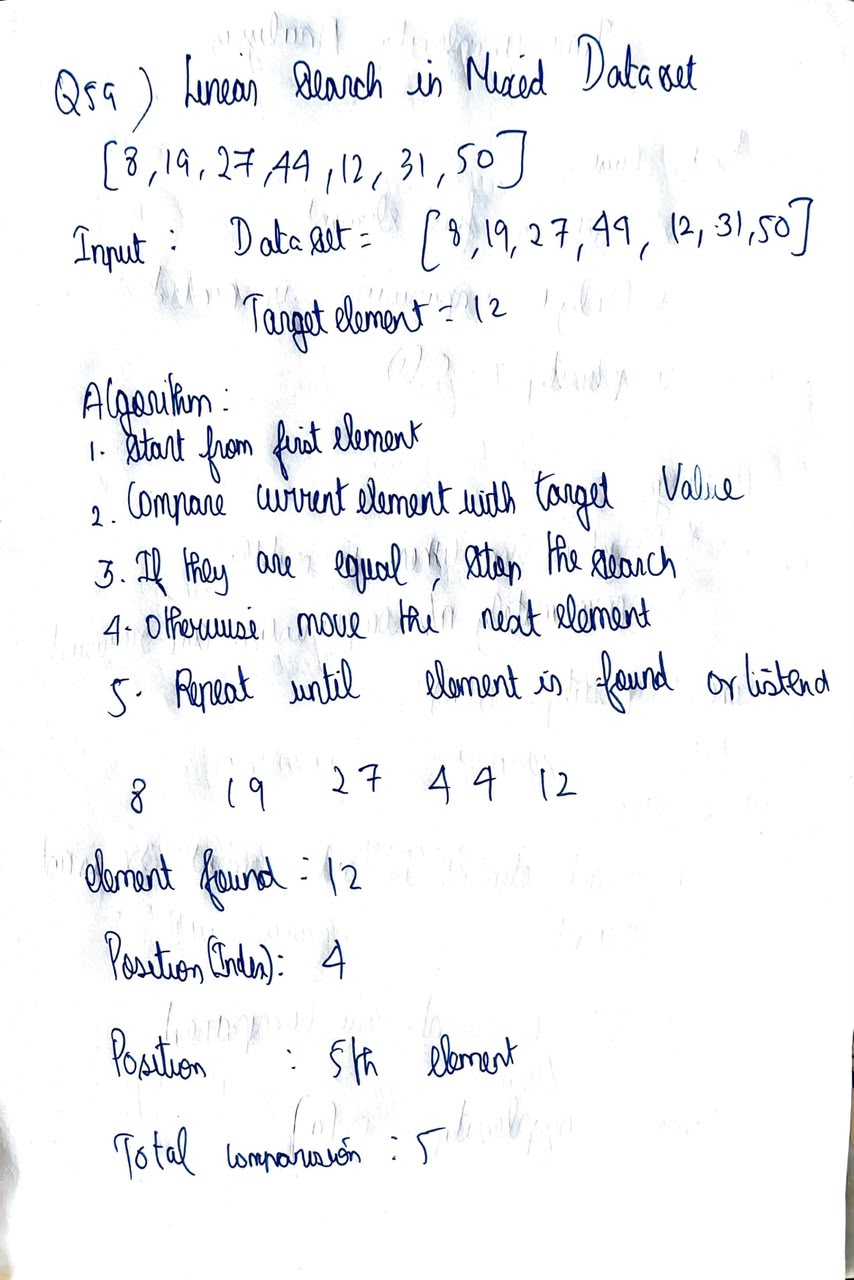 Q5a) Linear Search in Mixed Dataset
[8, 19, 27, 44, 12, 31, 50]
Input : Dataset = [8, 19, 27, 44, 12, 31, 50]
Target element = 12
Algorithm :
1. Start from first element
2. Compare current element with target Value
3. If they are equal, stop the search
4. Otherwise move the next element
5. Repeat until element is found or list end
8 19 27 44 12
element found : 12
Position (Index) : 4
Position : 5th element
Total comparision : 5